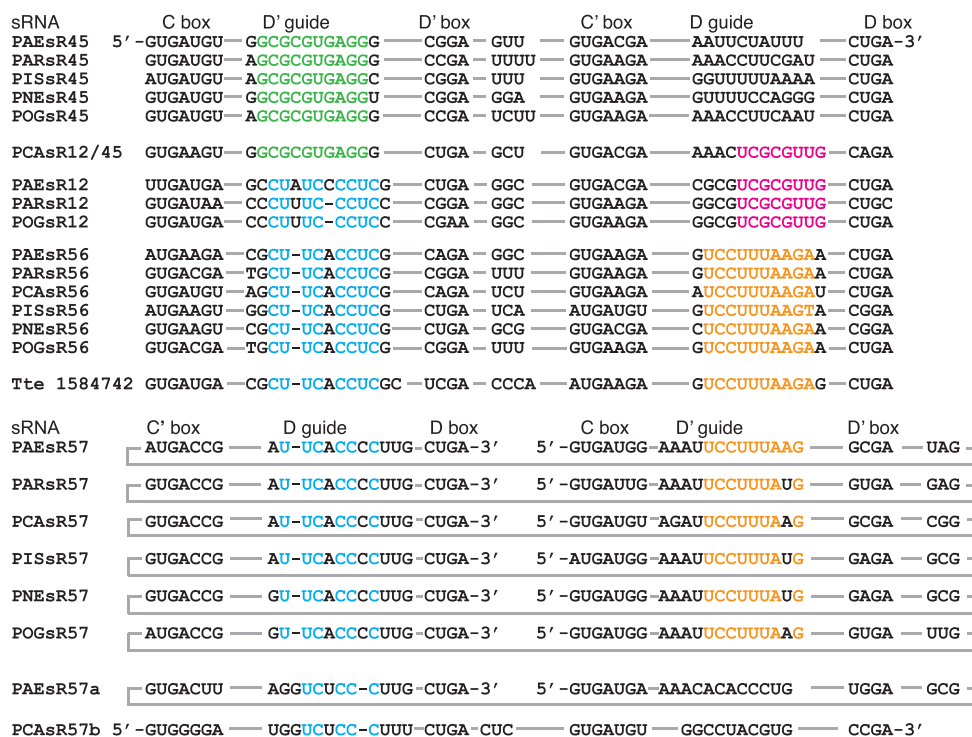 sRNA C box D' guide D' box C' box D guide D box
PAEsR45 5'-GUGAUGU GGCGCGUGAGGG CGGA GUU GUGACGA AAUUCUAUUU CUGA-3'
PARsR45 GUGAUGU AGCGCGUGAGGG CCGA UUUU GUGAAGA AAACCUUCGAU CUGA
PISsR45 AUGAUGU AGCGCGUGAGGC CGGA UUU GUGAAGA GGUUUUUAAAA CUGA
PNEsR45 GUGAUGU GGCGCGUGAGGU CGGA GGA GUGAAGA GUUUUCCAGGG CUGA
POGsR45 GUGAUGU AGCGCGUGAGGG CCGA UCUU GUGAAGA AAACCUUCAAU CUGA
PCAsR12/45 GUGAAGU GGCGCGUGAGGG CUGA GCU GUGACGA AAACUCGCGUUG CAGA
PAEsR12 UUGAUGA GCCUAUCCCCUCG CUGA GGC GUGACGA CGCGUCGCGUUG CUGA
PARsR12 GUGAUAA CCCUUUC-CCUCC CGGA GGC GUGAAGA GGCGUCGCGUUG CUGC
POGsR12 GUGAUGA CCCUUUC-CCUCC CGAA GGC GUGAAGA GGCGUCGCGUUG CUGA
PAEsR56 AUGAAGA CGCU-UCACCUCG CAGA GGC GUGAAGA GUCCUUUAAGAA CUGA
PARsR56 GUGACGA TGCU-UCACCUCG CGGA UUU GUGAAGA GUCCUUUAAGAA CUGA
PCAsR56 GUGAUGU AGCU-UCACCUCG CAGA UCU GUGAAGA AUCCUUUAAGAU CUGA
PISsR56 AUGAAGU GGCU-UCACCUCG CUGA UCA AUGAUGU GUCCUUUAAGTA CGGA
PNEsR56 GUGAAGU CGCU-UCACCUCG CUGA GCG GUGACGA CUCCUUUAAGAA CUGA
POGsR56 GUGACGA TGCU-UCACCUCG CGGA UUU GUGAAGA GUCCUUUAAGAA CUGA
Tte 1584742 GUGAUGA CGCU-UCACCUCGC UCGA CCCA AUGAAGA GUCCUUUAAGAG CUGA
sRNA C' box D guide D box C box D' guide D' box
PAEsR57 AUGACCG AU-UCACCCCUUG CUGA-3' 5'-GUGAUGG AAAUUCCUUUAAG GCGA UAG
PARsR57 GUGACCG AU-UCACCCCUUG CUGA-3' 5'-GUGAUUG AAAUUCCUUUAUG GUGA GAG
PCAsR57 GUGACCG AU-UCACCCCUUG CUGA-3' 5'-GUGAUGU AGAUUCCUUUAAG GCGA CGG
PISsR57 AUGACCG AU-UCACCCCUUG CUGA-3' 5'-AUGAUGG AAAUUCCUUUAUG GAGA GCG
PNEsR57 GUGACCG GU-UCACCCCUUG CUGA-3' 5'-GUGAUGG AAAUUCCUUUAUG GAGA GCG
POGsR57 AUGACCG GU-UCACCCCUUG CUGA-3' 5'-GUGAUGG AAAUUCCUUUAAG GUGA UUG
PAEsR57a GUGACUU AGGUCUCC-CUUG CUGA-3' 5'-GUGAUGA AAACACACCCUG UGGA GCG
PCAsR57b 5'-GUGGGGA UGGUCUCC-CUUU CUGA CUC GUGAUGU GGCCUACGUG CCGA-3'